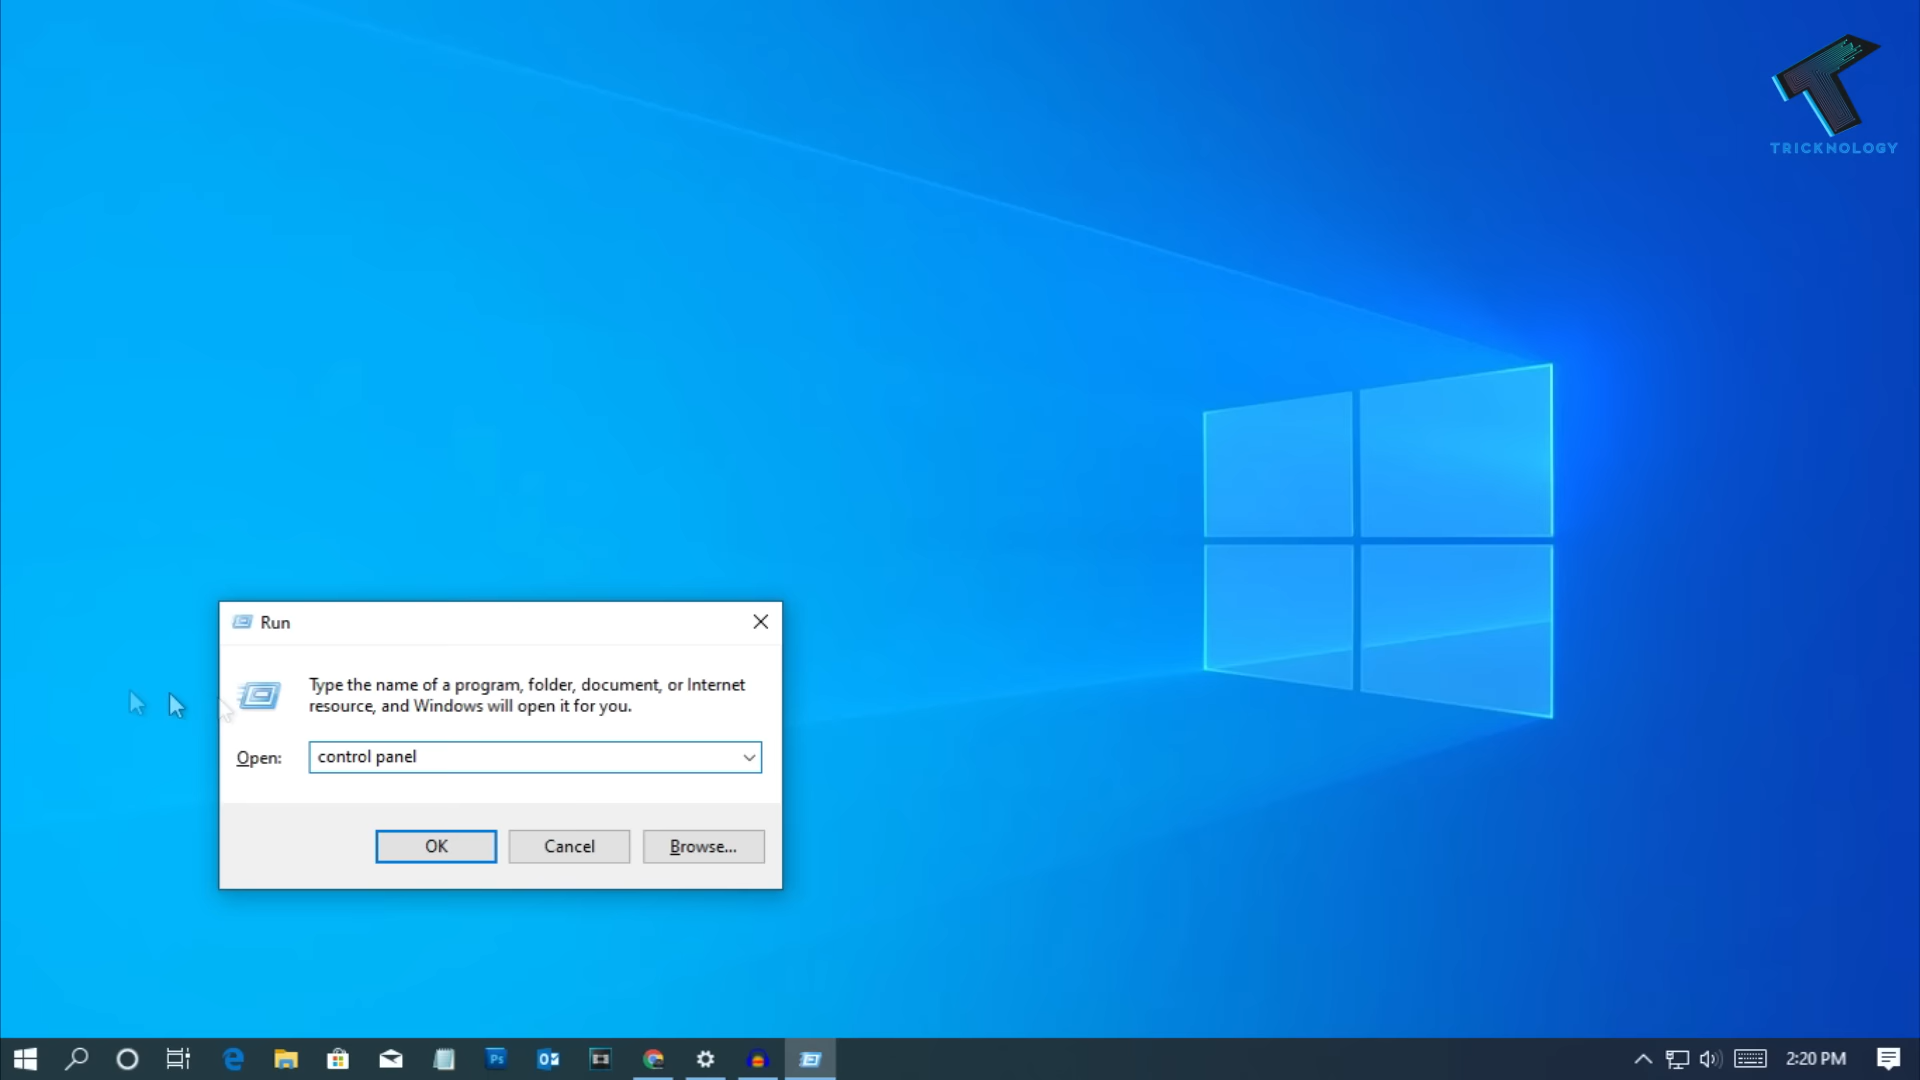 TRICKNOLOGY
Run
Type the name of a program, folder, document, or Internet
resource, and Windows will open it for you.
Open: control panel
OK Cancel Browse...
Ps
2:20 PM